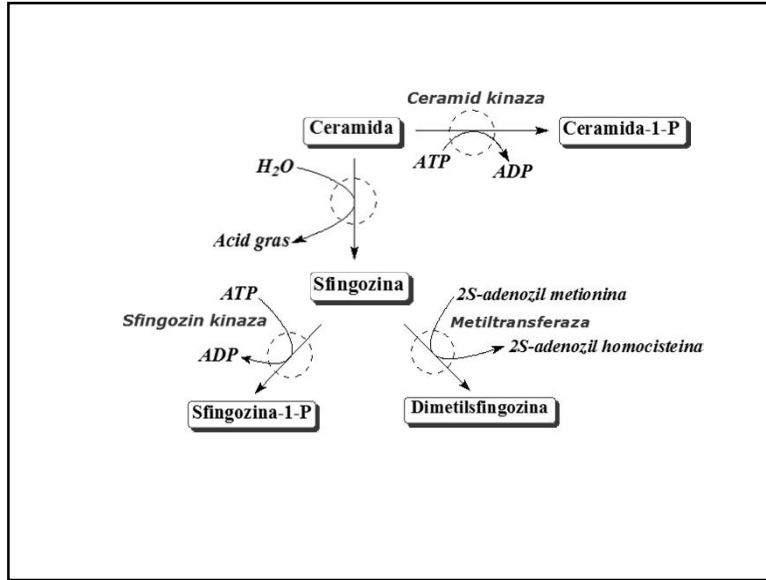 Ceramid kinaza
Ceramida
Ceramida-1-P
ATP
ADP
H₂O
Acid gras
Sfingozina
ATP
2S-adenozil metionina
Sfingozin kinaza
Metiltransferaza
ADP
2S-adenozil homocisteina
Sfingozina-1-P
Dimetilsfingozina